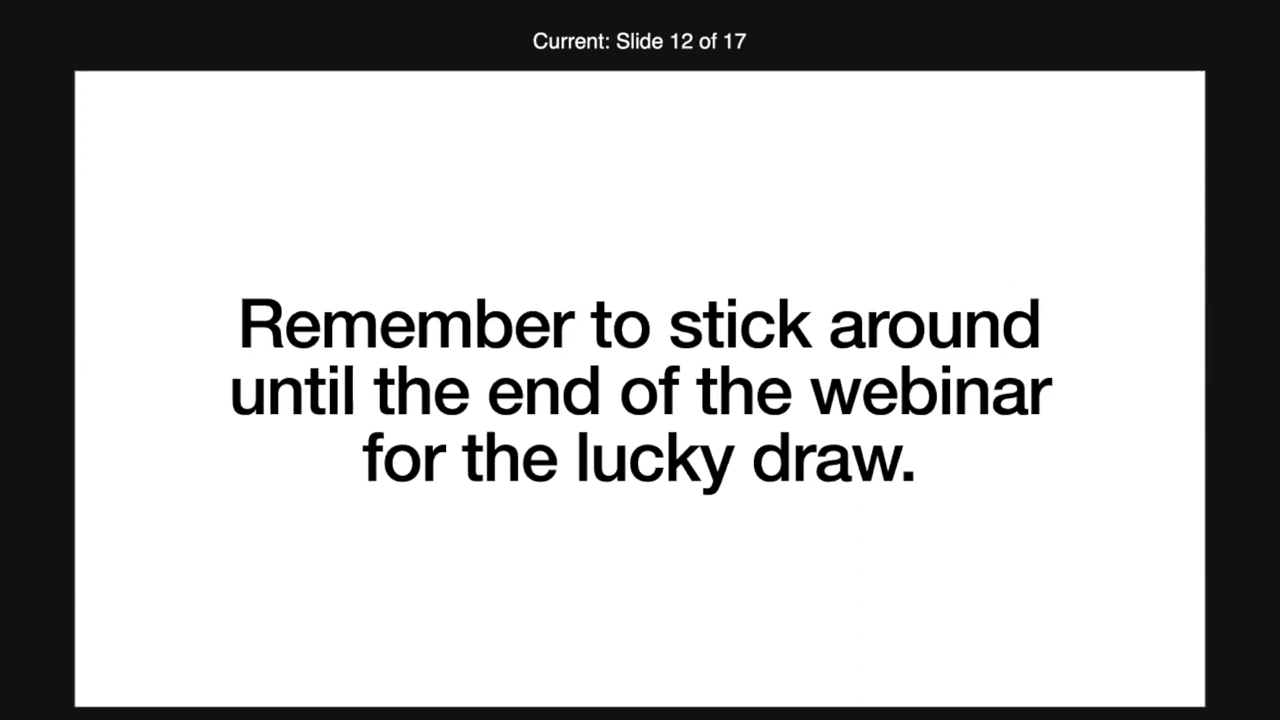 Current: Slide 12 of 17
Remember to stick around
until the end of the webinar
for the lucky draw.